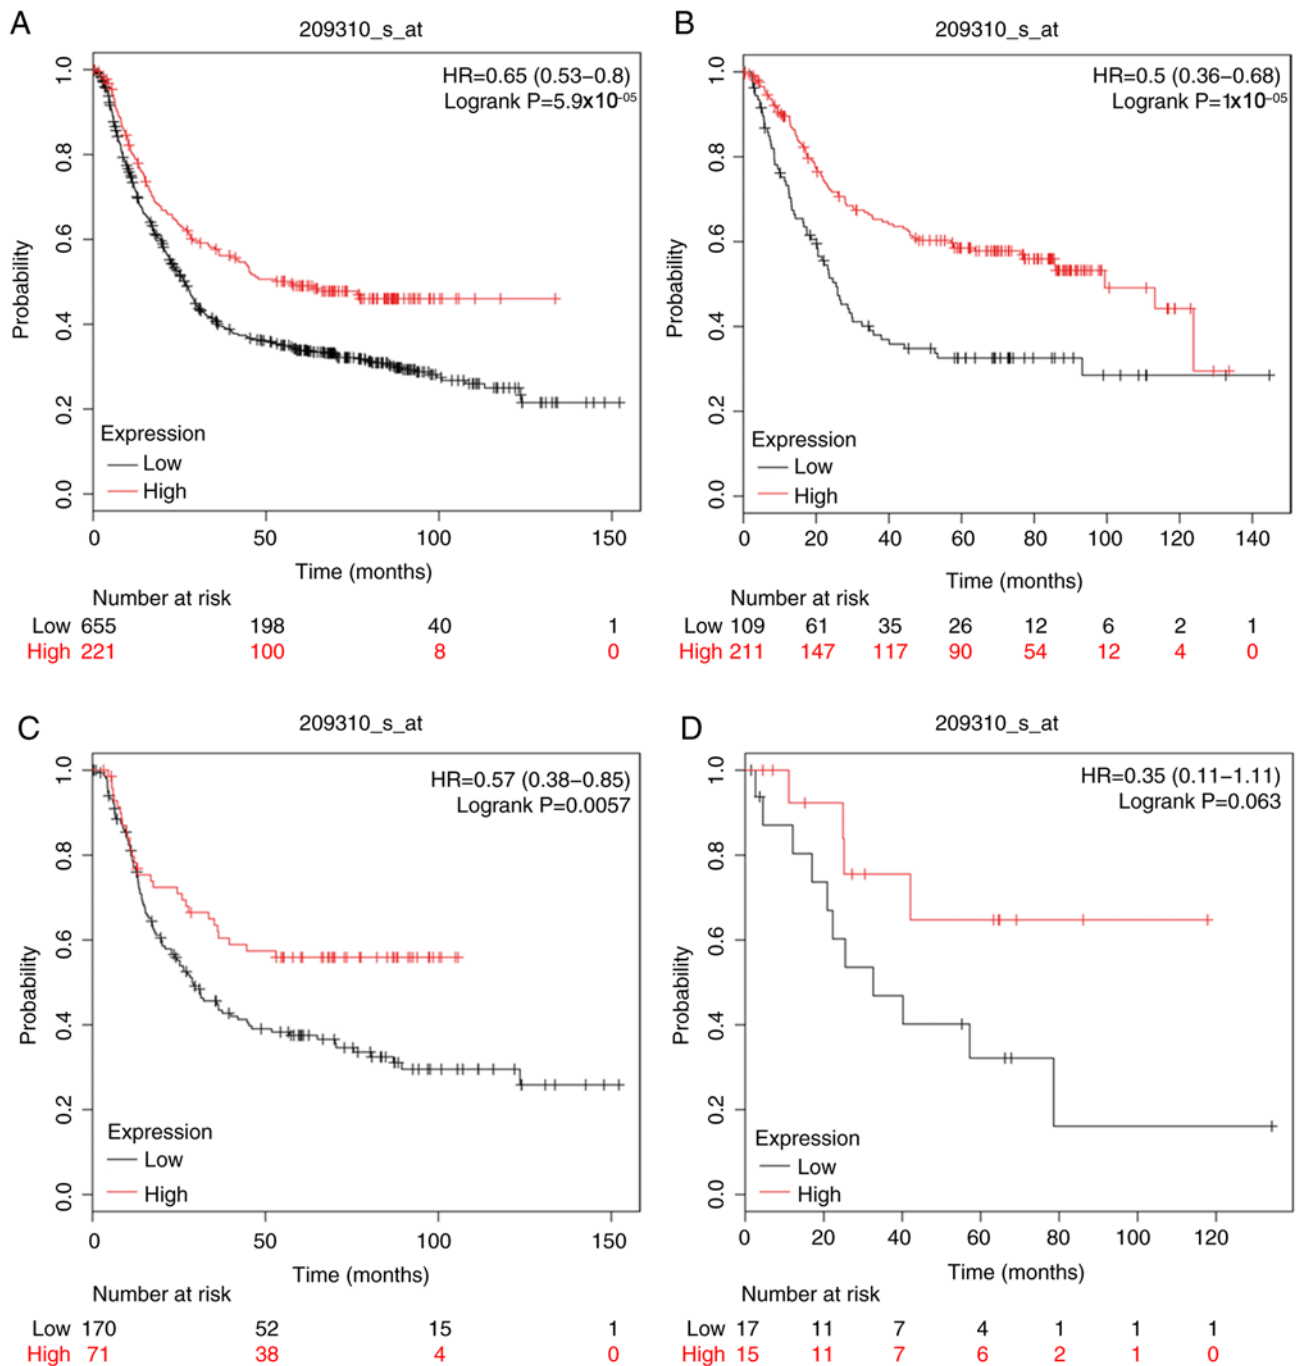 A
209310_s_at
HR=0.65 (0.53–0.8)
Logrank P=5.9x10⁻⁰⁵
Probability
1.0
0.8
0.6
0.4
0.2
0.0
Expression
Low
High
0 50 100 150
Time (months)
Number at risk
Low 655 198 40 1
High 221 100 8 0
B
209310_s_at
HR=0.5 (0.36–0.68)
Logrank P=1x10⁻⁰⁵
Probability
1.0
0.8
0.6
0.4
0.2
0.0
Expression
Low
High
0 20 40 60 80 100 120 140
Time (months)
Number at risk
Low 109 61 35 26 12 6 2 1
High 211 147 117 90 54 12 4 0
C
209310_s_at
HR=0.57 (0.38–0.85)
Logrank P=0.0057
Probability
1.0
0.8
0.6
0.4
0.2
0.0
Expression
Low
High
0 50 100 150
Time (months)
Number at risk
Low 170 52 15 1
High 71 38 4 0
D
209310_s_at
HR=0.35 (0.11–1.11)
Logrank P=0.063
Probability
1.0
0.8
0.6
0.4
0.2
0.0
Expression
Low
High
0 20 40 60 80 100 120
Time (months)
Number at risk
Low 17 11 7 4 1 1 1
High 15 11 7 6 2 1 0